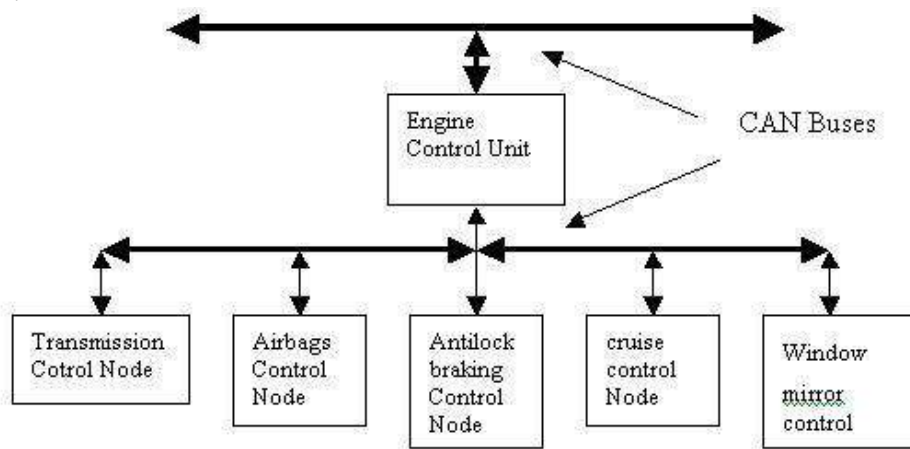 Engine
Control Unit
CAN Buses
Transmission
Cotrol Node
Airbags
Control
Node
Antilock
braking
Control
Node
cruise
control
Node
Window
mirror
control